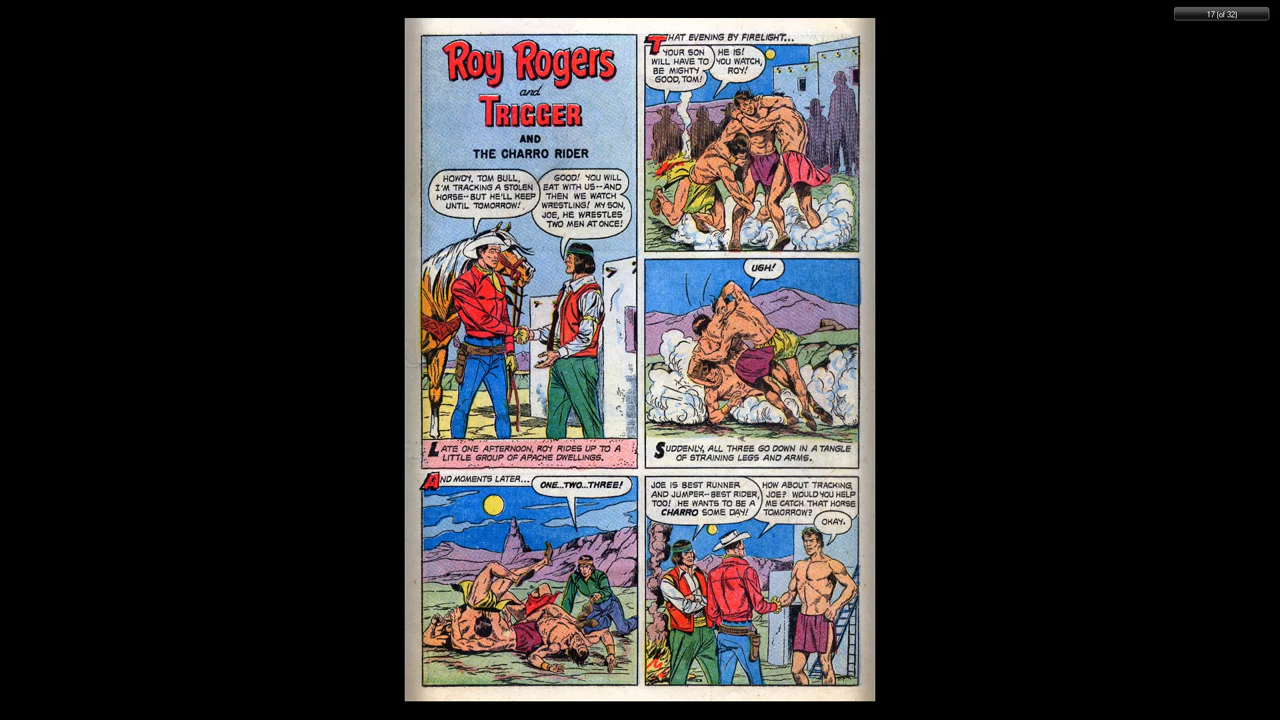 17 (of 32)
Roy Rogers
and
TRIGGER
AND
THE CHARRO RIDER
HOWDY, TOM BULL,
I'M TRACKING A STOLEN
HORSE--BUT HE'LL KEEP
UNTIL TOMORROW!
GOOD! YOU WILL
EAT WITH US--AND
THEN WE WATCH
WRESTLING! MY SON,
JOE, HE WRESTLES
TWO MEN AT ONCE!
LATE ONE AFTERNOON, ROY RIDES UP TO A
LITTLE GROUP OF APACHE DWELLINGS.
THAT EVENING BY FIRELIGHT...
YOUR SON
WILL HAVE TO
BE MIGHTY
GOOD, TOM!
HE IS!
YOU WATCH,
ROY!
UGH!
SUDDENLY, ALL THREE GO DOWN IN A TANGLE
OF STRAINING LEGS AND ARMS.
AND MOMENTS LATER...
ONE...TWO...THREE!
JOE IS BEST RUNNER
AND JUMPER--BEST RIDER,
TOO! HE WANTS TO BE A
CHARRO SOME DAY!
HOW ABOUT TRACKING,
JOE? WOULD YOU HELP
ME CATCH THAT HORSE
TOMORROW?
OKAY.